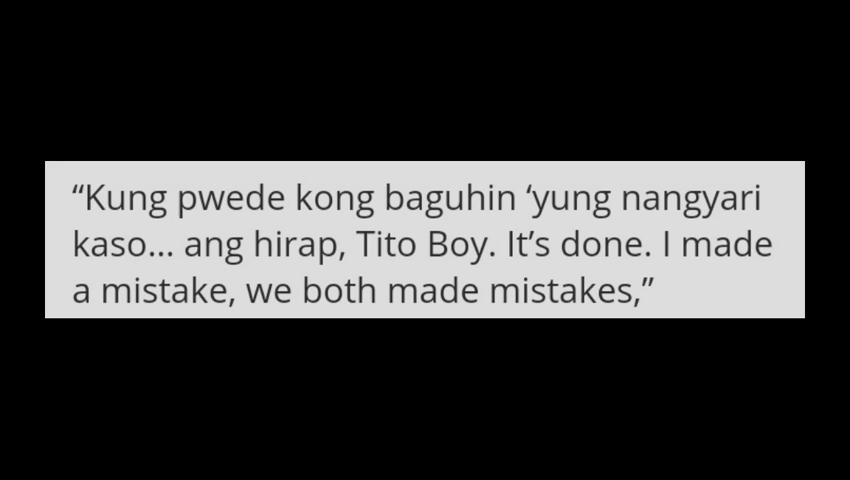 “Kung pwede kong baguhin ‘yung nangyari
kaso... ang hirap, Tito Boy. It’s done. I made
a mistake, we both made mistakes,”